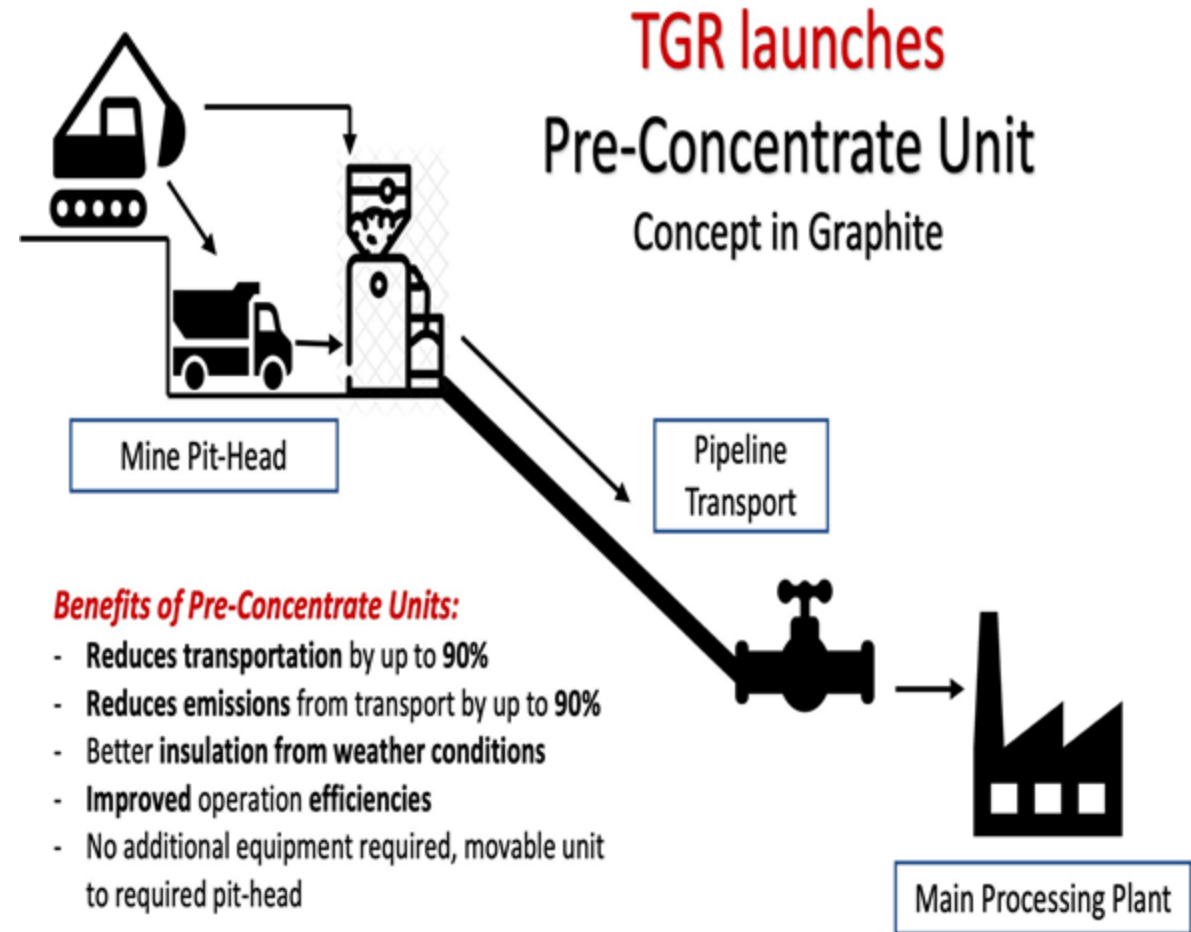 TGR launches
Pre-Concentrate Unit
Concept in Graphite
Mine Pit-Head
Pipeline
Transport
Benefits of Pre-Concentrate Units:
- Reduces transportation by up to 90%
- Reduces emissions from transport by up to 90%
- Better insulation from weather conditions
- Improved operation efficiencies
- No additional equipment required, movable unit
to required pit-head
Main Processing Plant